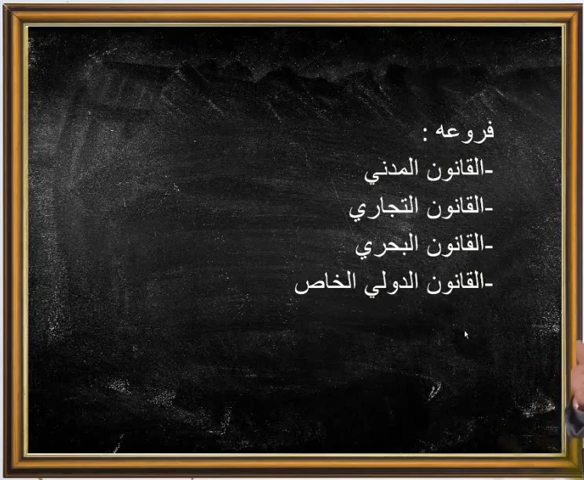 فروعه :
-القانون المدني
-القانون التجاري
-القانون البحري
-القانون الدولي الخاص